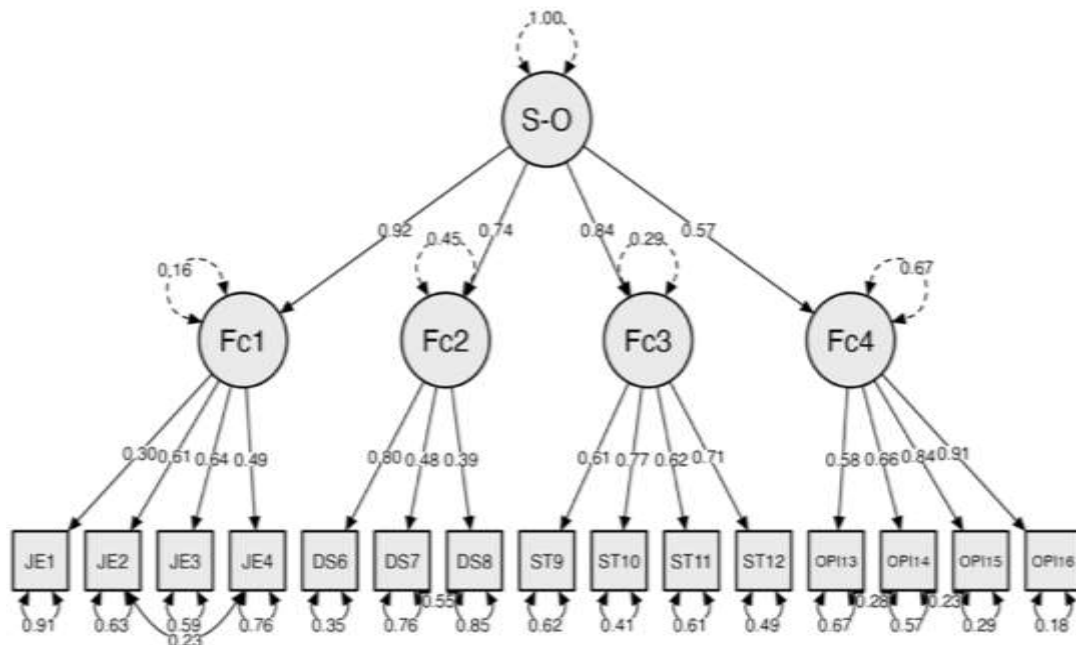 1.00
S-O
0.92 0.74 0.84 0.57
0.16 0.45 0.29 0.67
Fc1 Fc2 Fc3 Fc4
0.30 0.61 0.64 0.49 0.80 0.48 0.39 0.61 0.77 0.62 0.71 0.58 0.66 0.84 0.91
JE1 JE2 JE3 JE4 DS6 DS7 DS8 ST9 ST10 ST11 ST12 OPI13 OPI14 OPI15 OPI16
0.55 0.28 0.23
0.91 0.63 0.59 0.76 0.35 0.76 0.85 0.62 0.41 0.61 0.49 0.67 0.57 0.29 0.18
0.23